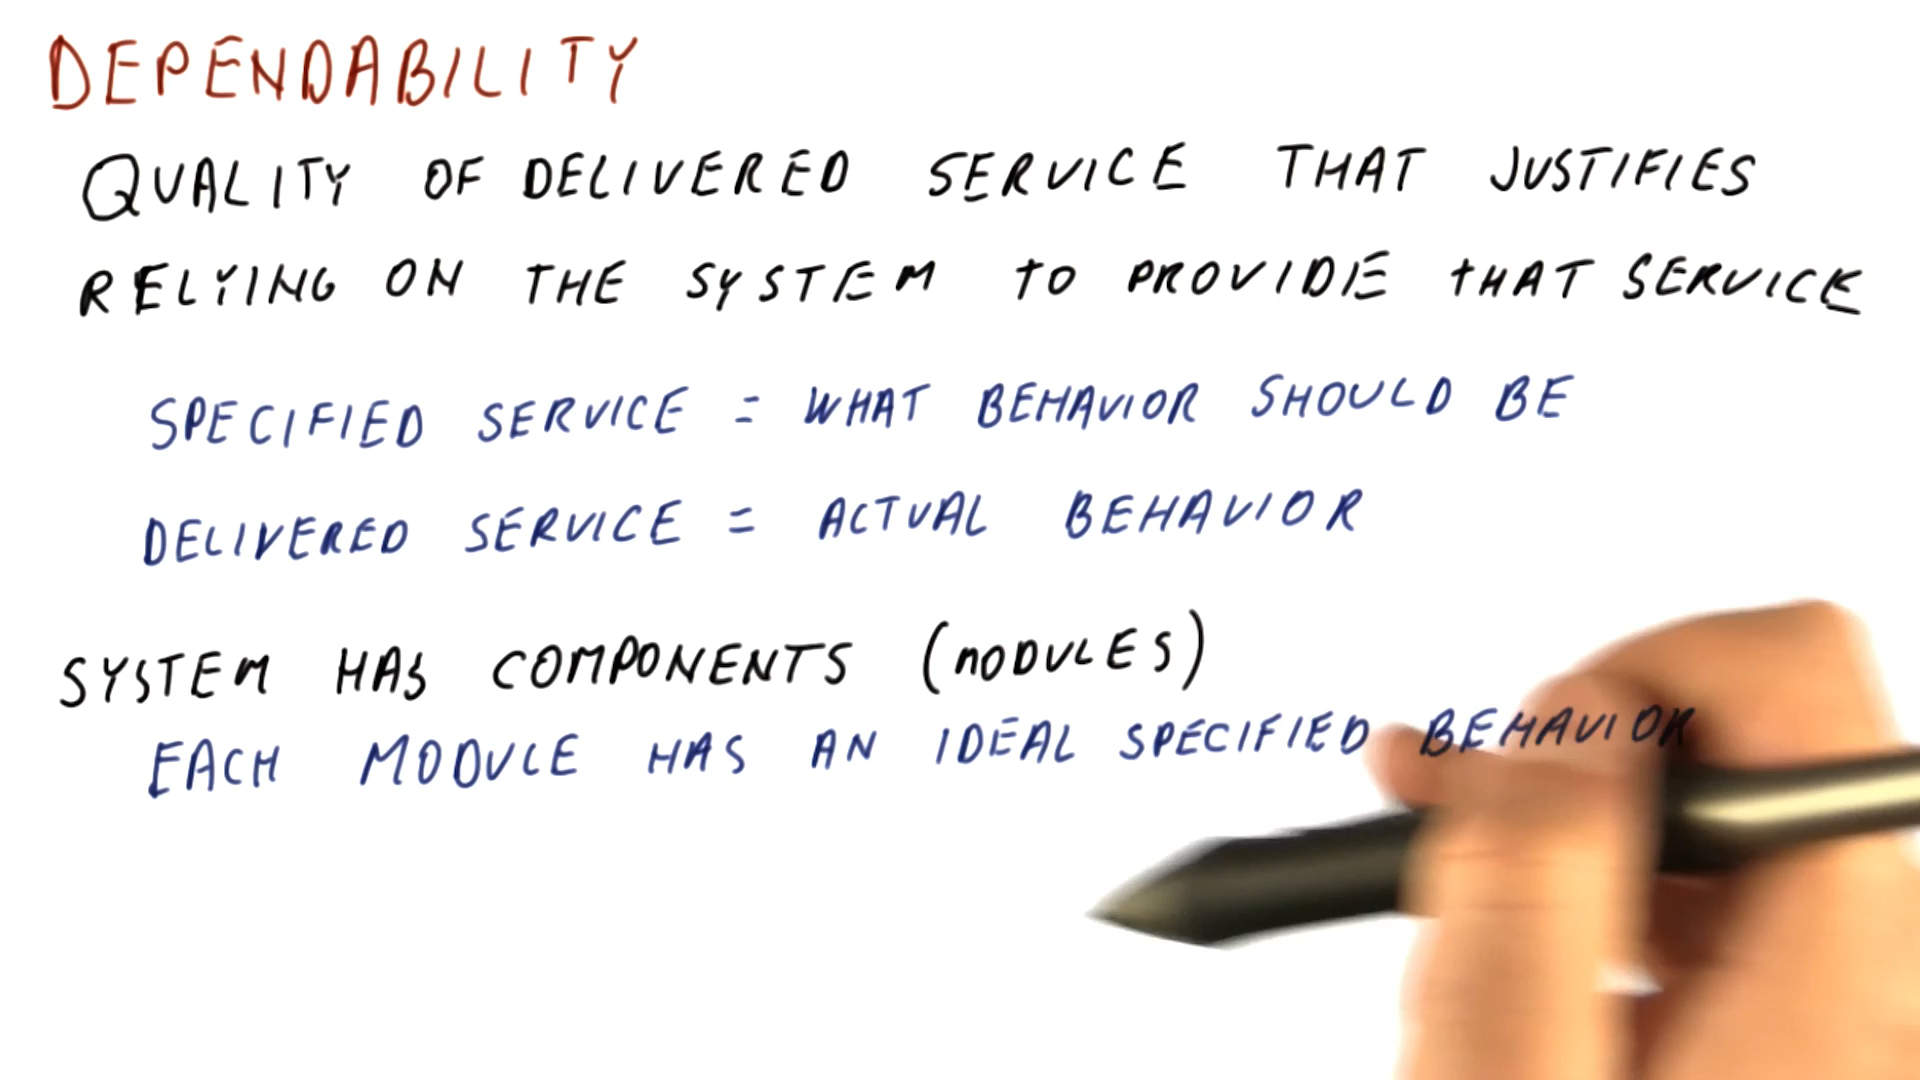 DEPENDABILITY
QUALITY OF DELIVERED SERVICE THAT JUSTIFIES
RELYING ON THE SYSTEM TO PROVIDE THAT SERVICE
SPECIFIED SERVICE = WHAT BEHAVIOR SHOULD BE
DELIVERED SERVICE = ACTUAL BEHAVIOR
SYSTEM HAS COMPONENTS (MODULES)
EACH MODULE HAS AN IDEAL SPECIFIED BEHAVIOR